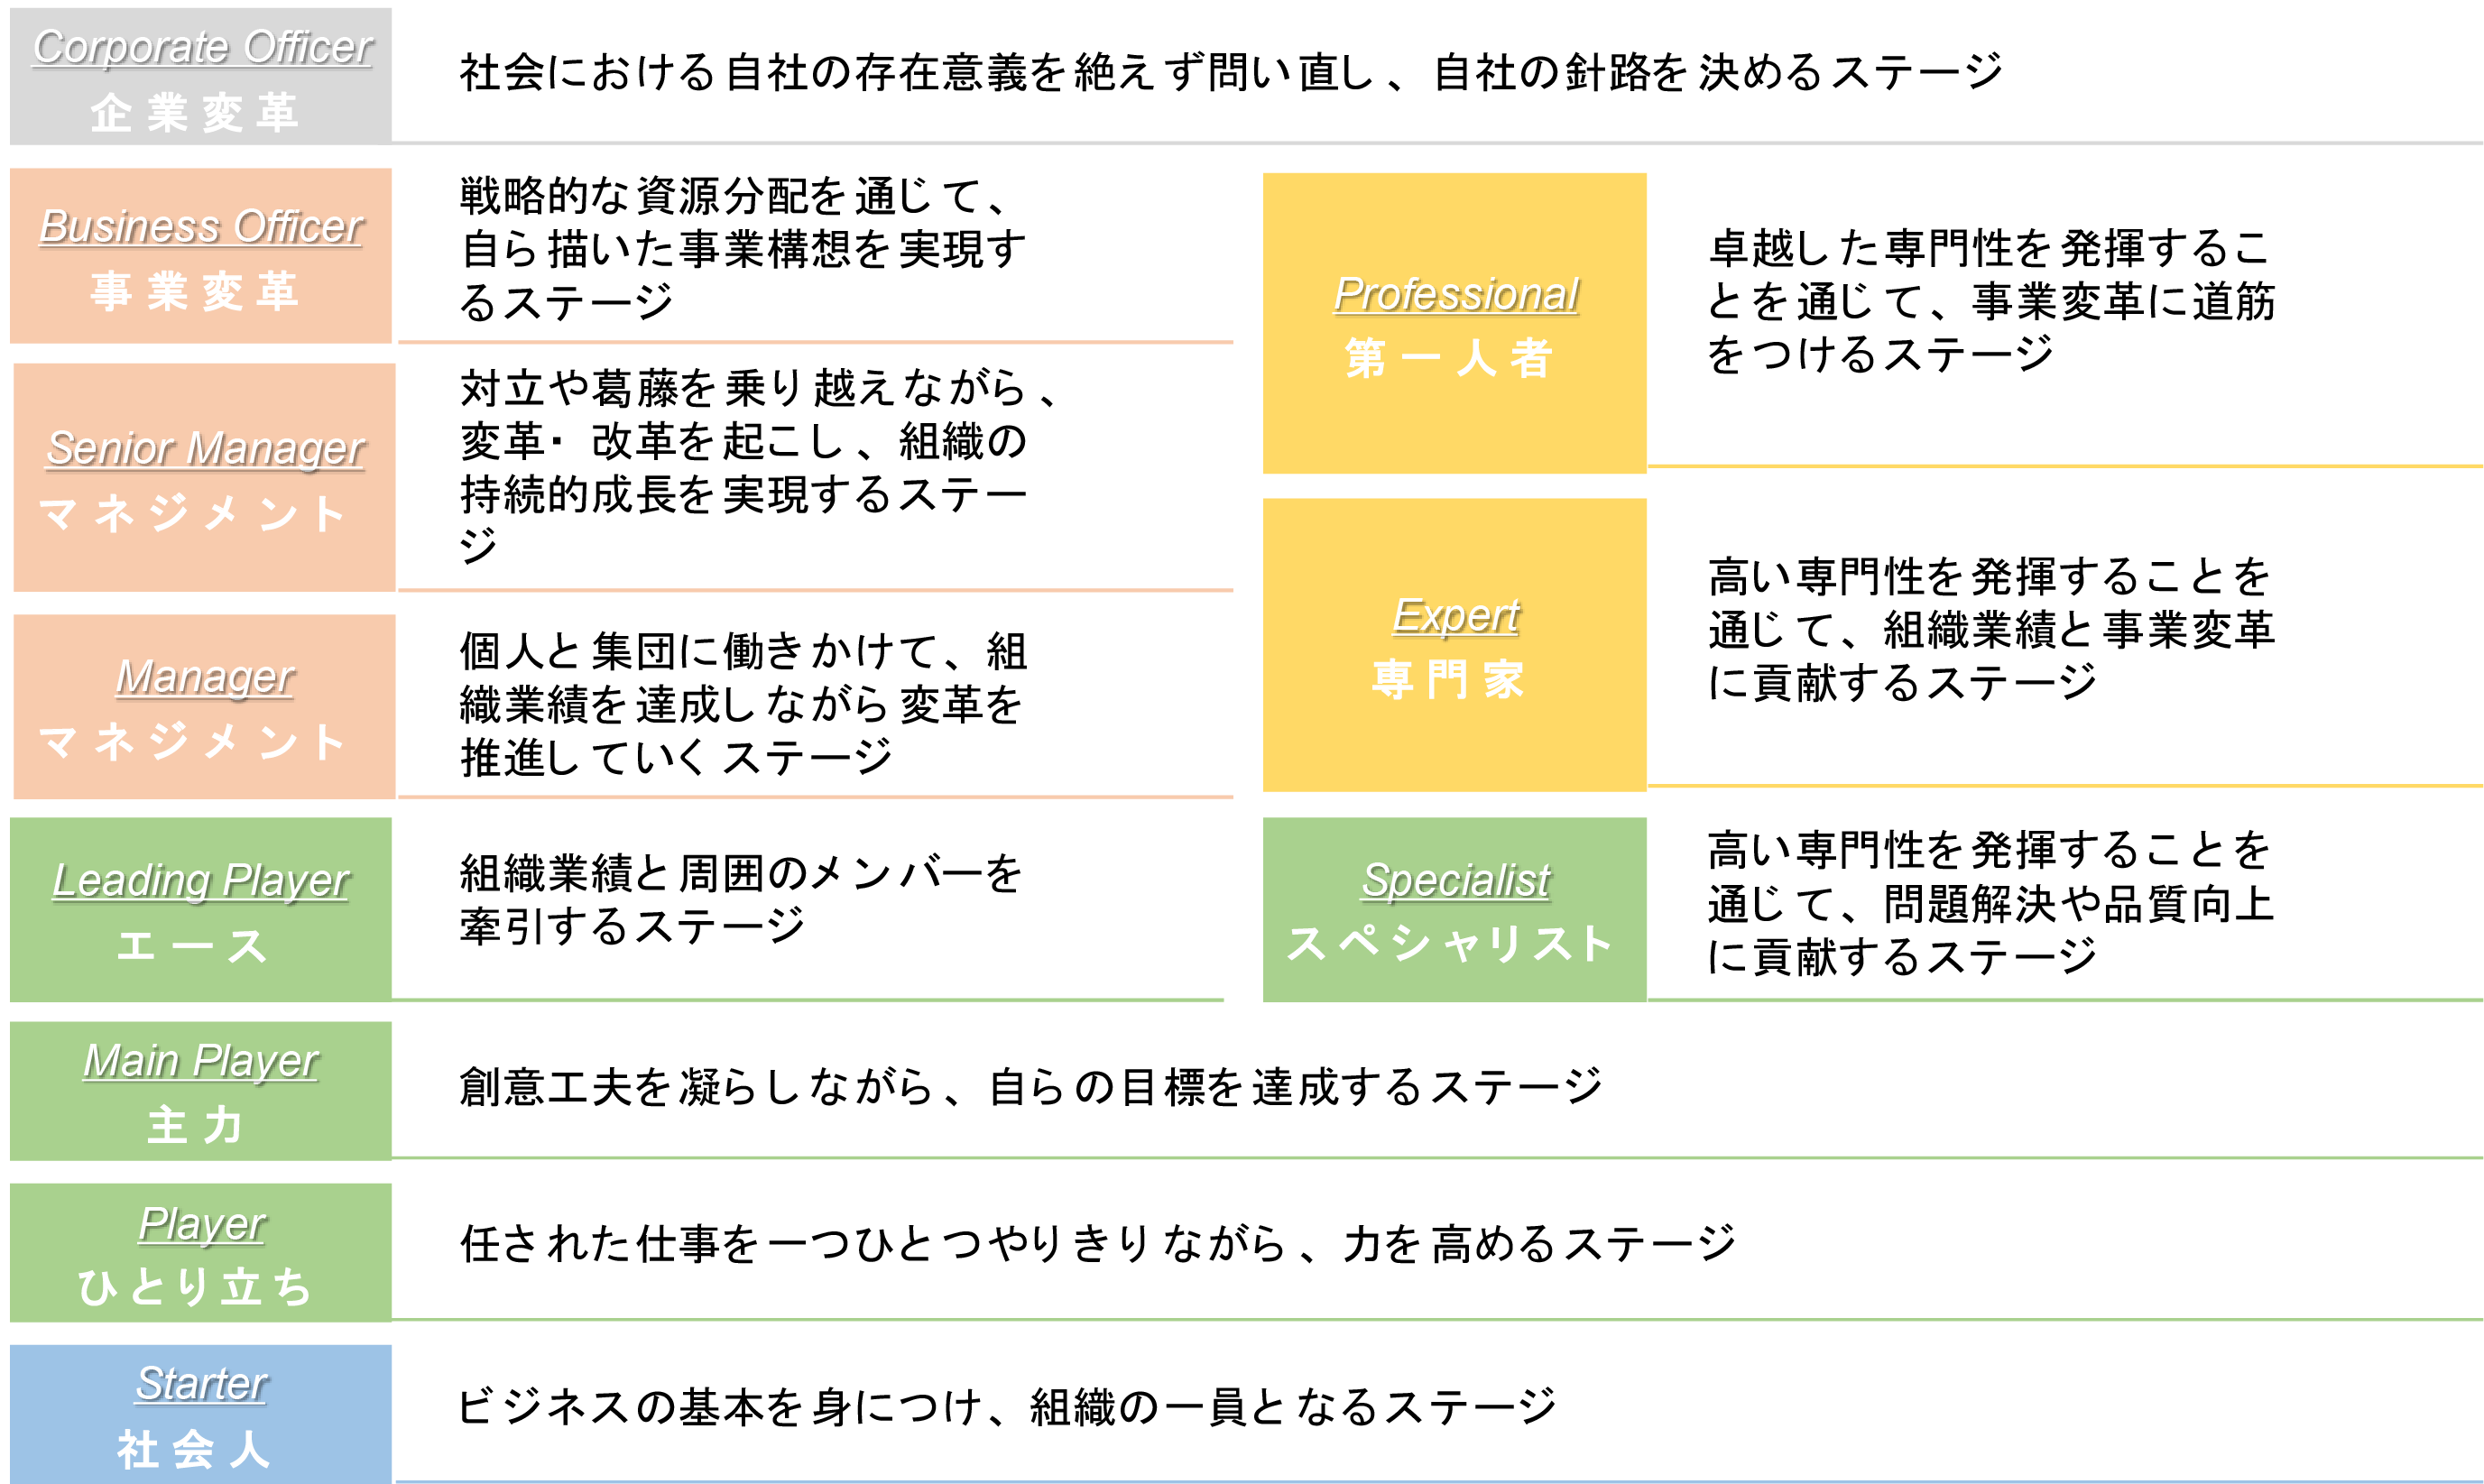 Corporate Officer
企業変革
社会における自社の存在意義を絶えず問い直し、自社の針路を決めるステージ
Business Officer
事業変革
戦略的な資源分配を通じて、
自ら描いた事業構想を実現す
るステージ
Senior Manager
マネジメント
対立や葛藤を乗り越えながら、
変革・改革を起こし、組織の
持続的成長を実現するステー
ジ
Manager
マネジメント
個人と集団に働きかけて、組
織業績を達成しながら変革を
推進していくステージ
Professional
第一人者
卓越した専門性を発揮するこ
とを通じて、事業変革に道筋
をつけるステージ
Expert
専門家
高い専門性を発揮することを
通じて、組織業績と事業変革
に貢献するステージ
Leading Player
エース
組織業績と周囲のメンバーを
牽引するステージ
Specialist
スペシャリスト
高い専門性を発揮することを
通じて、問題解決や品質向上
に貢献するステージ
Main Player
主力
創意工夫を凝らしながら、自らの目標を達成するステージ
Player
ひとり立ち
任された仕事を一つひとつやりきりながら、力を高めるステージ
Starter
社会人
ビジネスの基本を身につけ、組織の一員となるステージ